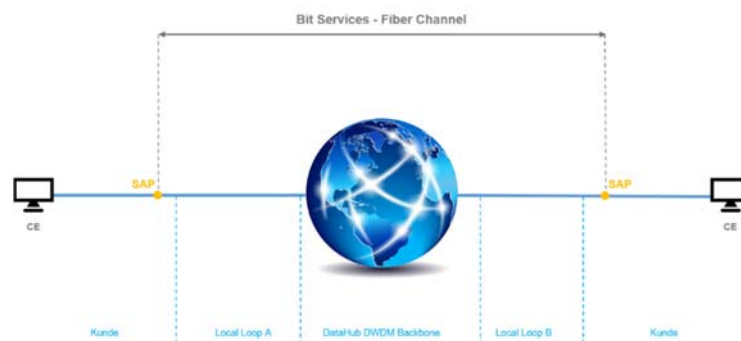 Bit Services - Fiber Channel
SAP
SAP
CE
CE
Kunde
Local Loop A
DataHub DWDM Backbone
Local Loop B
Kunde